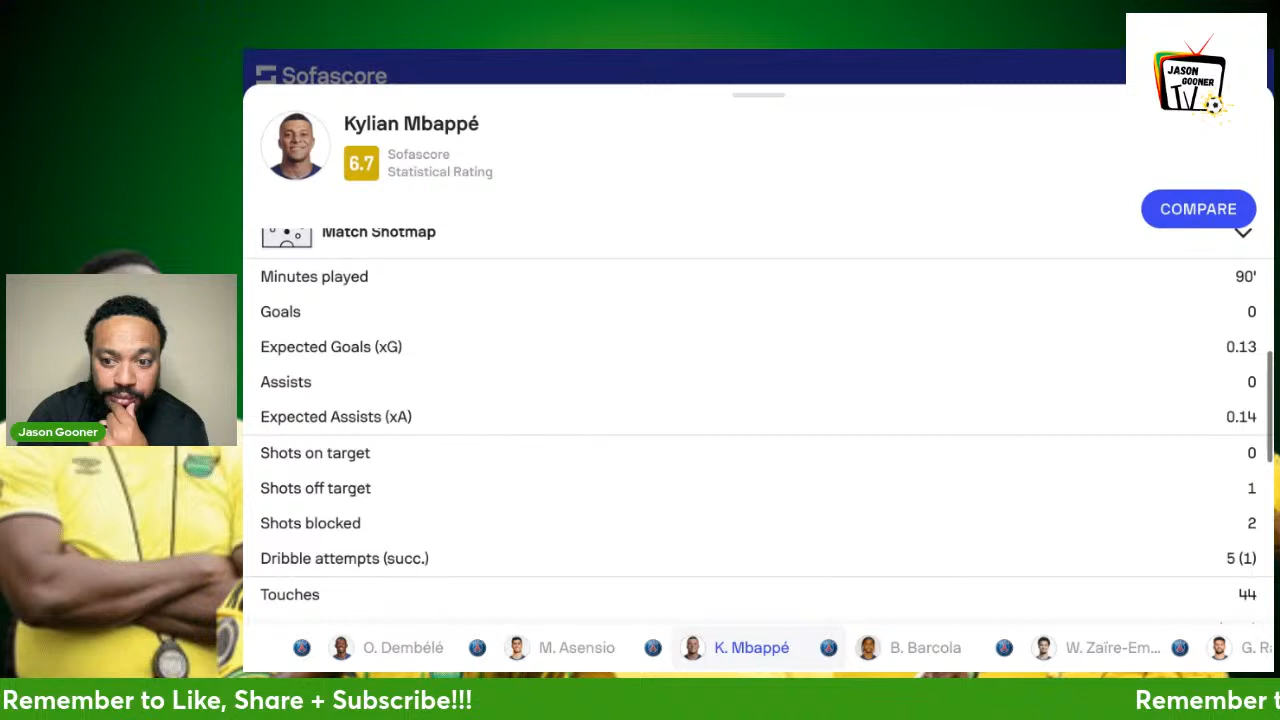 Sofascore
JASON
GOONER
TV
Kylian Mbappé
6.7
Sofascore
Statistical Rating
COMPARE
Match Shotmap
Minutes played 90'
Goals 0
Expected Goals (xG) 0.13
Assists 0
Expected Assists (xA) 0.14
Shots on target 0
Shots off target 1
Shots blocked 2
Dribble attempts (succ.) 5 (1)
Touches 44
Jason Gooner
O. Dembélé M. Asensio K. Mbappé B. Barcola W. Zaïre-Em... G. R
Remember to Like, Share + Subscribe!!! Remember t